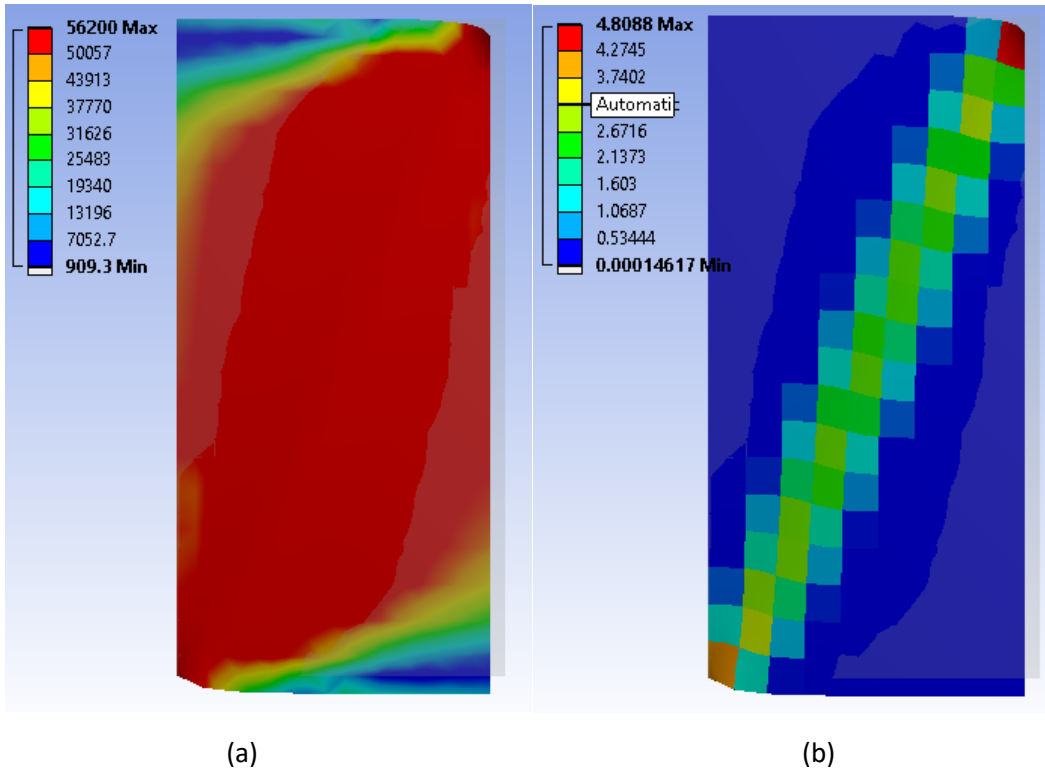 56200 Max
50057
43913
37770
31626
25483
19340
13196
7052.7
909.3 Min
4.8088 Max
4.2745
3.7402
Automati
2.6716
2.1373
1.603
1.0687
0.53444
0.00014617 Min
(a)
(b)